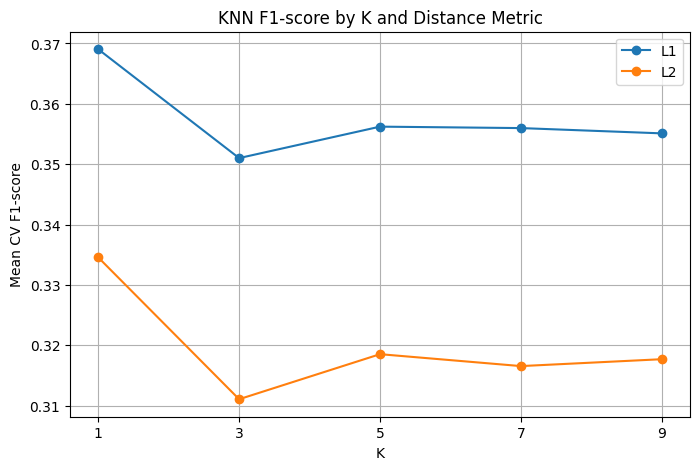 KNN F1-score by K and Distance Metric
L1
L2
Mean CV F1-score
0.37
0.36
0.35
0.34
0.33
0.32
0.31
1 3 5 7 9
K